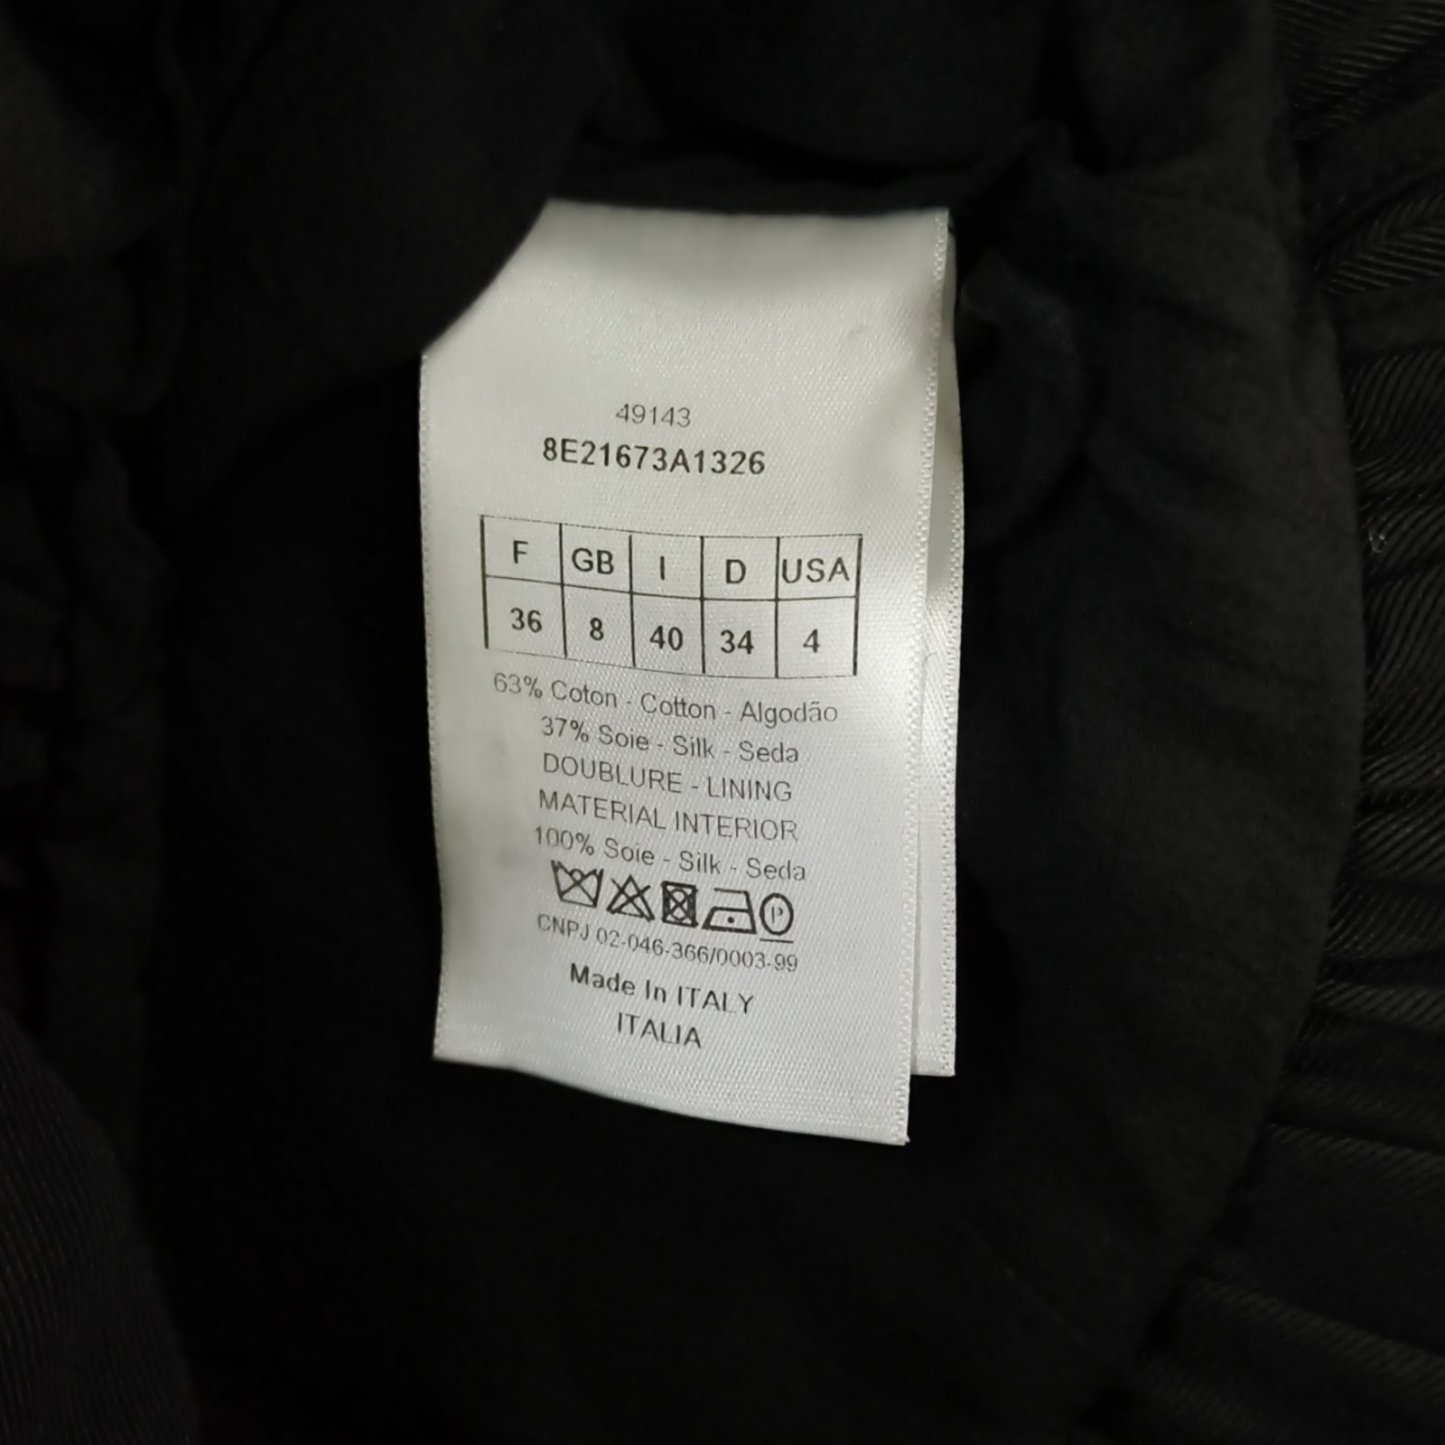 49143
8E21673A1326
F GB I D USA
36 8 40 34 4
63% Coton - Cotton - Algodão
37% Soie - Silk - Seda
DOUBLURE - LINING
MATERIAL INTERIOR
100% Soie - Silk - Seda
P
CNPJ 02-046-366/0003-99
Made In ITALY
ITALIA